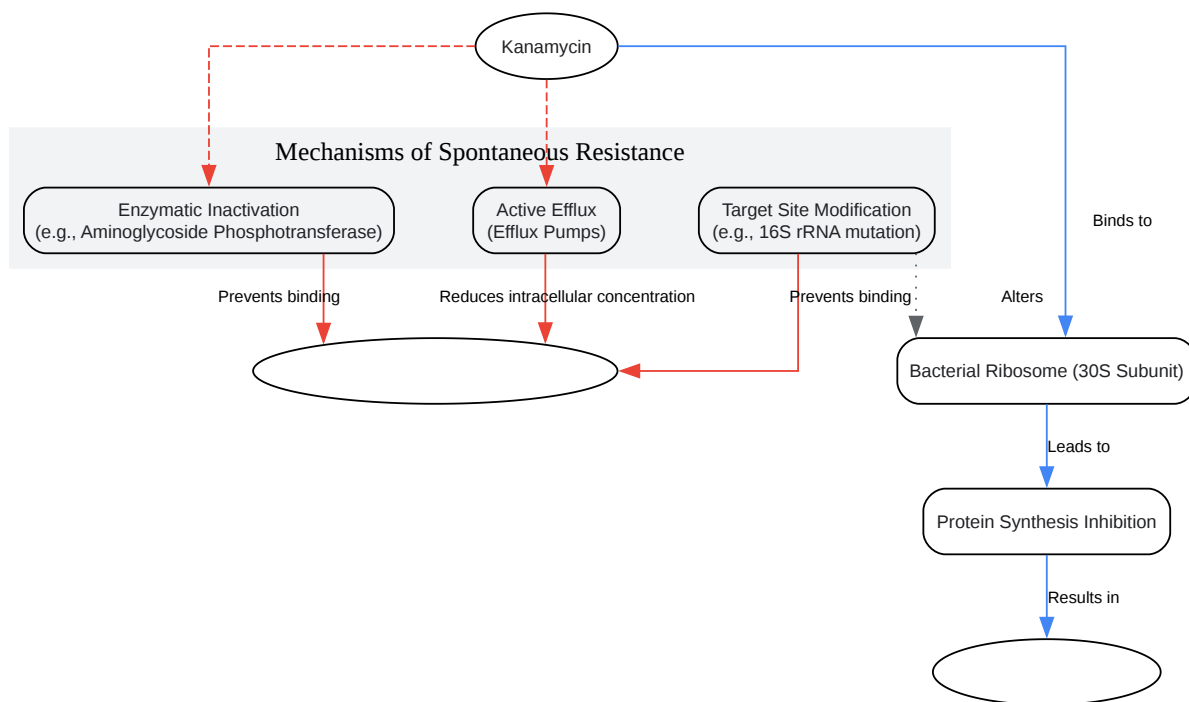 Kanamycin
Mechanisms of Spontaneous Resistance
Enzymatic Inactivation
(e.g., Aminoglycoside Phosphotransferase)
Active Efflux
(Efflux Pumps)
Target Site Modification
(e.g., 16S rRNA mutation)
Binds to
Prevents binding
Reduces intracellular concentration
Prevents binding
Alters
Bacterial Ribosome (30S Subunit)
Leads to
Protein Synthesis Inhibition
Results in